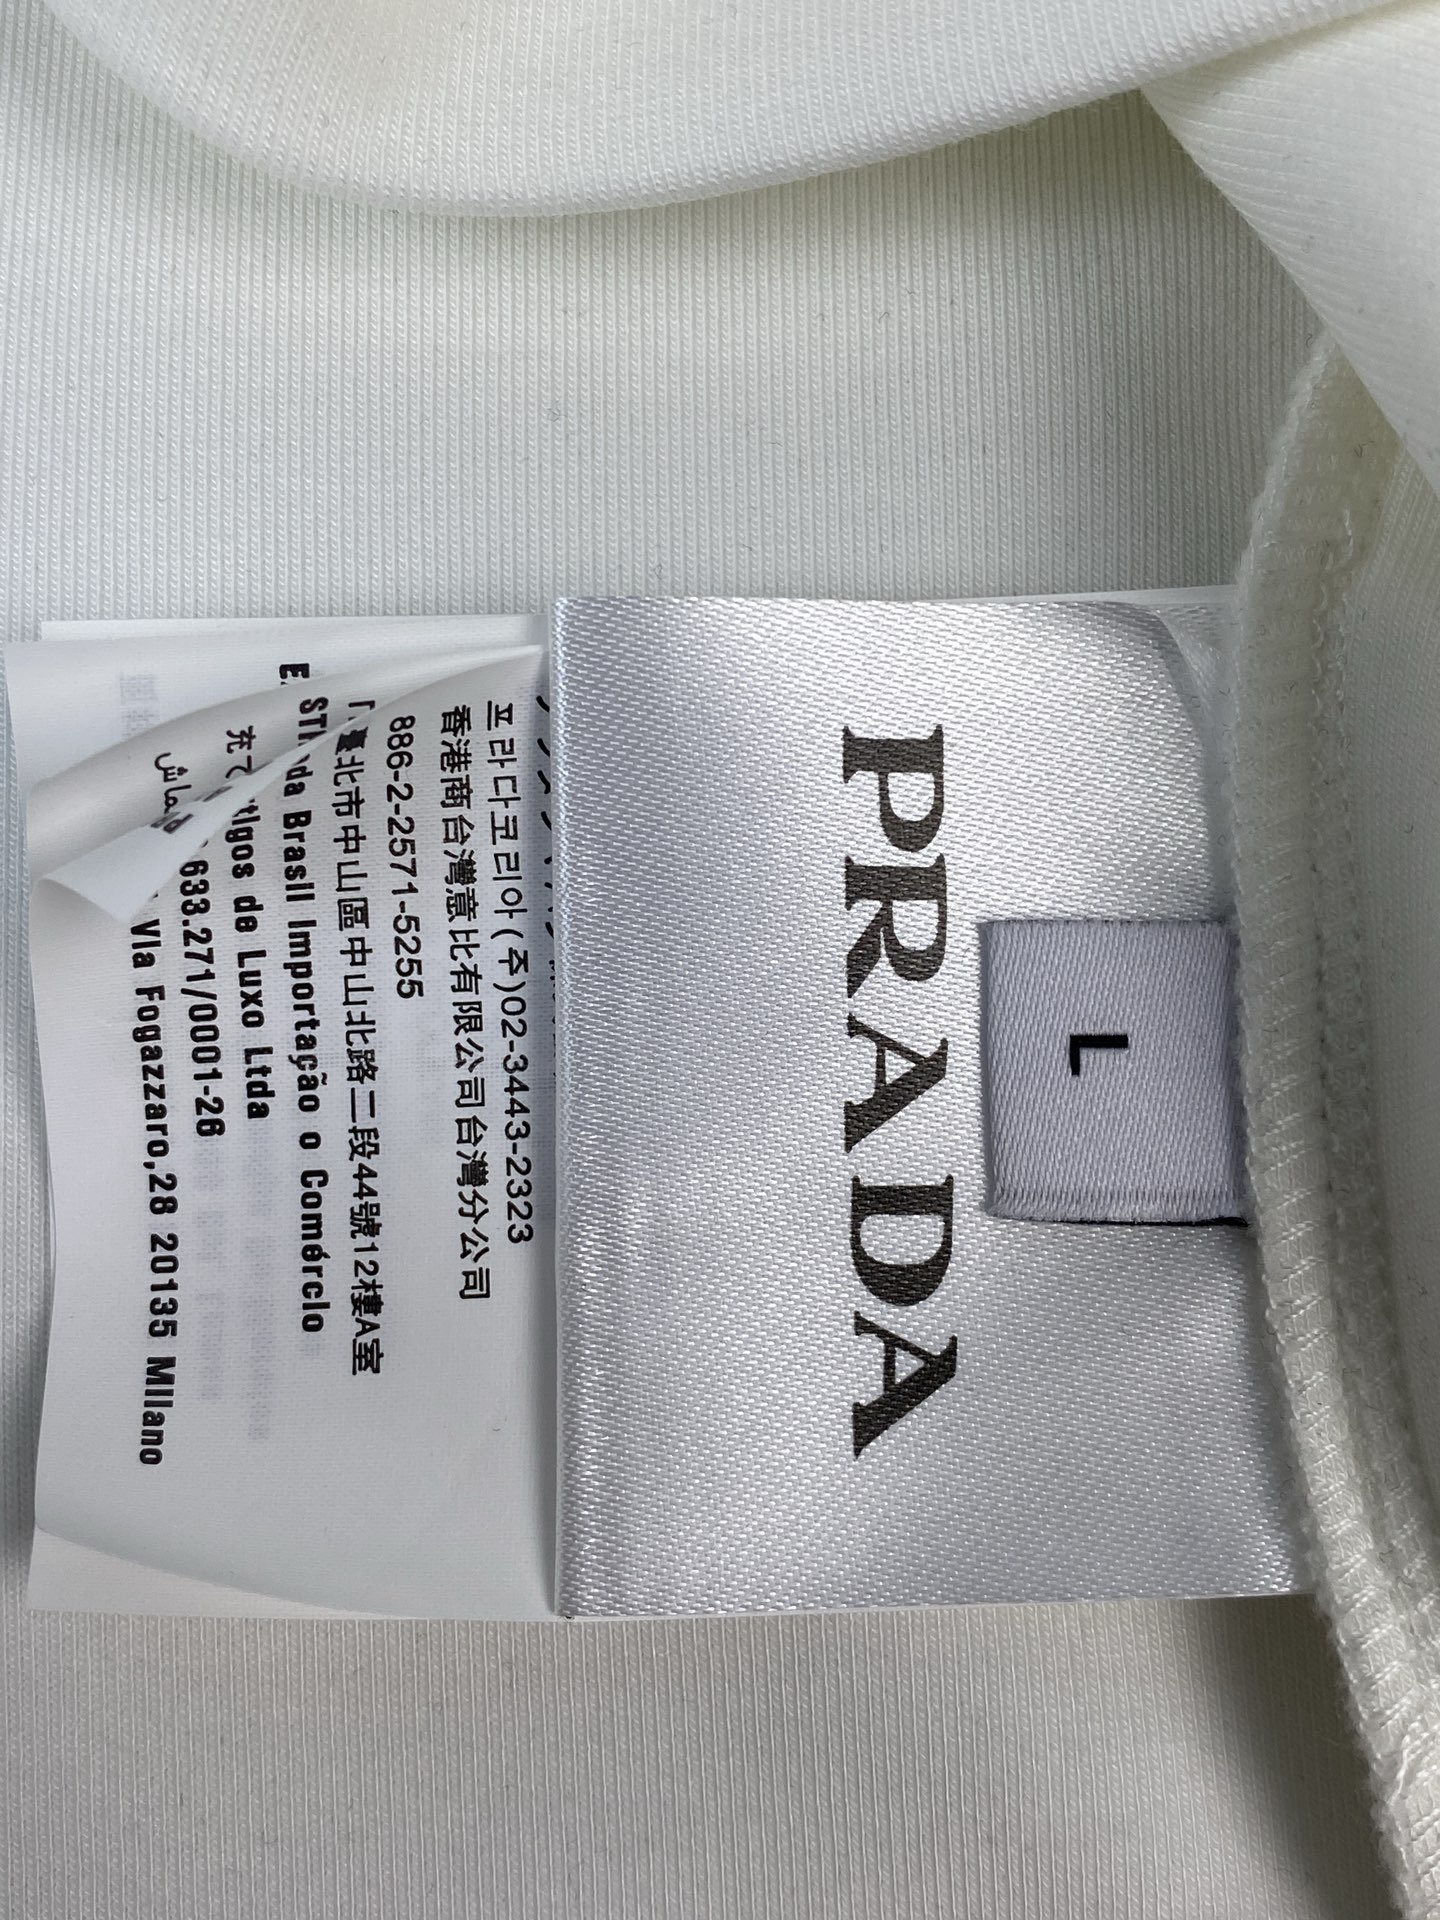 L
PRADA
프라다코리아(주)02-3443-2323
香港商台灣意比有限公司台灣分公司
886-2-2571-5255
臺北市中山區中山北路二段44號12樓A室
da Brasil Importação o Comércio
tigos de Luxo Ltda
633.271/0001-26
Via Fogazzaro,28 20135 Milano